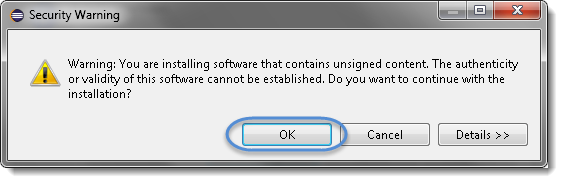 Security Warning
Warning: You are installing software that contains unsigned content. The authenticity
or validity of this software cannot be established. Do you want to continue with the
installation?
OK Cancel Details >>